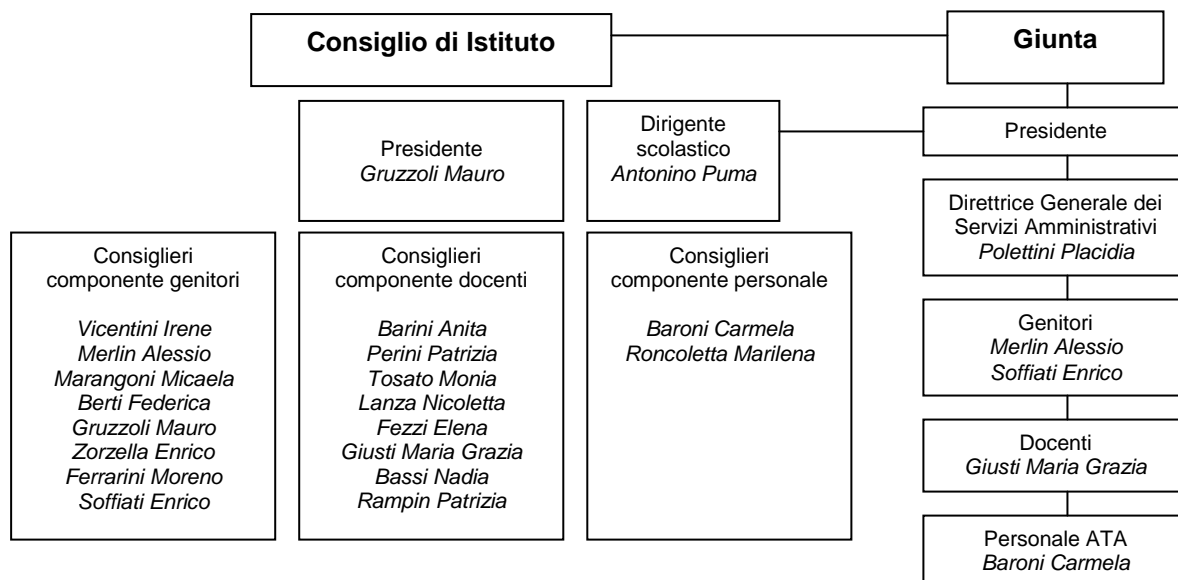 Consiglio di Istituto
Giunta
Presidente
Gruzzoli Mauro
Dirigente
scolastico
Antonino Puma
Presidente
Direttrice Generale dei
Servizi Amministrativi
Polettini Placidia
Consiglieri
componente genitori
Vicentini Irene
Merlin Alessio
Marangoni Micaela
Berti Federica
Gruzzoli Mauro
Zorzella Enrico
Ferrarini Moreno
Soffiati Enrico
Consiglieri
componente docenti
Barini Anita
Perini Patrizia
Tosato Monia
Lanza Nicoletta
Fezzi Elena
Giusti Maria Grazia
Bassi Nadia
Rampin Patrizia
Consiglieri
componente personale
Baroni Carmela
Roncoletta Marilena
Genitori
Merlin Alessio
Soffiati Enrico
Docenti
Giusti Maria Grazia
Personale ATA
Baroni Carmela